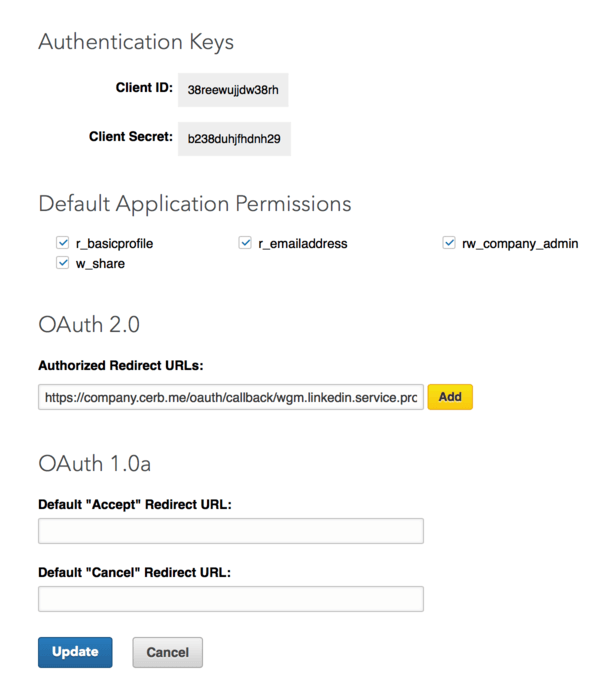 Authentication Keys
Client ID: 38reewujjdw38rh
Client Secret: b238duhjfhdnh29
Default Application Permissions
r_basicprofile r_emailaddress rw_company_admin
w_share
OAuth 2.0
Authorized Redirect URLs:
https://company.cerb.me/oauth/callback/wgm.linkedin.service.prc Add
OAuth 1.0a
Default "Accept" Redirect URL:
Default "Cancel" Redirect URL:
Update Cancel